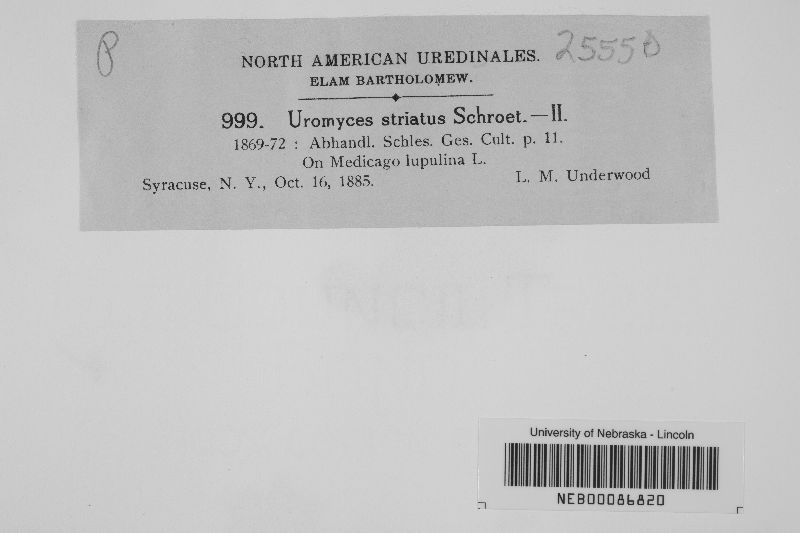 P 25550
NORTH AMERICAN UREDINALES.
ELAM BARTHOLOMEW.
999. Uromyces striatus Schroet.—II.
1869-72 : Abhandl. Schles. Ges. Cult. p. 11.
On Medicago lupulina L.
Syracuse, N. Y., Oct. 16, 1885. L. M. Underwood
University of Nebraska - Lincoln
NEB00086820